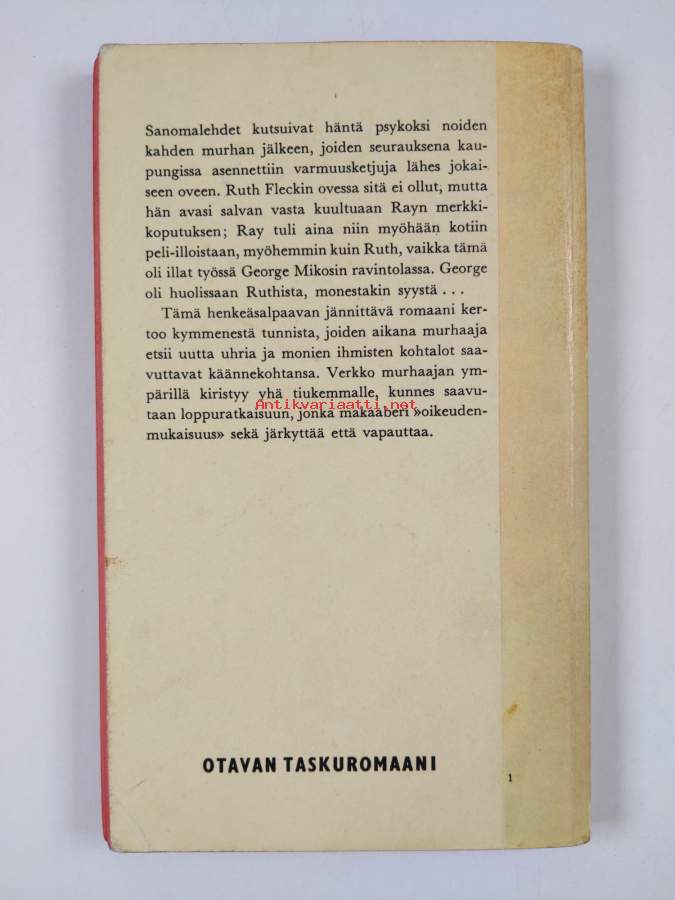 Sanomalehdet kutsuivat häntä psykoksi noiden
kahden murhan jälkeen, joiden seurauksena kau-
pungissa asennettiin varmuusketjuja lähes jokai-
seen oveen. Ruth Fleckin ovessa sitä ei ollut, mutta
hän avasi salvan vasta kuultuaan Rayn merkki-
koputuksen; Ray tuli aina niin myöhään kotiin
peli-illoistaan, myöhemmin kuin Ruth, vaikka tämä
oli illat työssä George Mikosin ravintolassa. George
oli huolissaan Ruthista, monestakin syystä . . .
Tämä henkeäsalpaavan jännittävä romaani ker-
too kymmenestä tunnista, joiden aikana murhaaja
etsii uutta uhria ja monien ihmisten kohtalot saa-
vuttavat käännekohtansa. Verkko murhaajan ym-
pärillä kiristyy yhä tiukemmalle, kunnes saavu-
taan loppuratkaisuun, jonka makaaberi »oikeuden-
mukaisuus» sekä järkyttää että vapauttaa.
Antikvariaatti.net
OTAVAN TASKUROMAANI
1